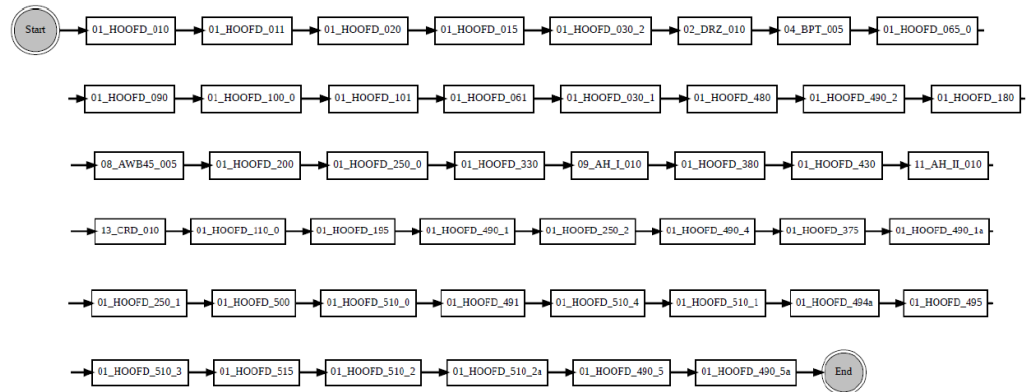 Start 01_HOOFD_010 01_HOOFD_011 01_HOOFD_020 01_HOOFD_015 01_HOOFD_030_2 02_DRZ_010 04_BPT_005 01_HOOFD_065_0
01_HOOFD_090 01_HOOFD_100_0 01_HOOFD_101 01_HOOFD_061 01_HOOFD_030_1 01_HOOFD_480 01_HOOFD_490_2 01_HOOFD_180
08_AWB45_005 01_HOOFD_200 01_HOOFD_250_0 01_HOOFD_330 09_AH_I_010 01_HOOFD_380 01_HOOFD_430 11_AH_II_010
13_CRD_010 01_HOOFD_110_0 01_HOOFD_195 01_HOOFD_490_1 01_HOOFD_250_2 01_HOOFD_490_4 01_HOOFD_375 01_HOOFD_490_1a
01_HOOFD_250_1 01_HOOFD_500 01_HOOFD_510_0 01_HOOFD_491 01_HOOFD_510_4 01_HOOFD_510_1 01_HOOFD_494a 01_HOOFD_495
01_HOOFD_510_3 01_HOOFD_515 01_HOOFD_510_2 01_HOOFD_510_2a 01_HOOFD_490_5 01_HOOFD_490_5a End